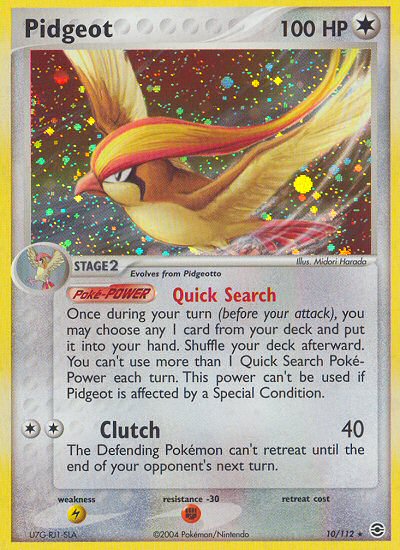 Pidgeot 100 HP
Illus. Midori Harada
STAGE2
Evolves from Pidgeotto
Poké-POWER Quick Search
Once during your turn (before your attack), you
may choose any 1 card from your deck and put
it into your hand. Shuffle your deck afterward.
You can't use more than 1 Quick Search Poké-
Power each turn. This power can't be used if
Pidgeot is affected by a Special Condition.
Clutch 40
The Defending Pokémon can't retreat until the
end of your opponent's next turn.
weakness resistance -30 retreat cost
U7G-RJ1-SLA ©2004 Pokémon/Nintendo 10/112 ★